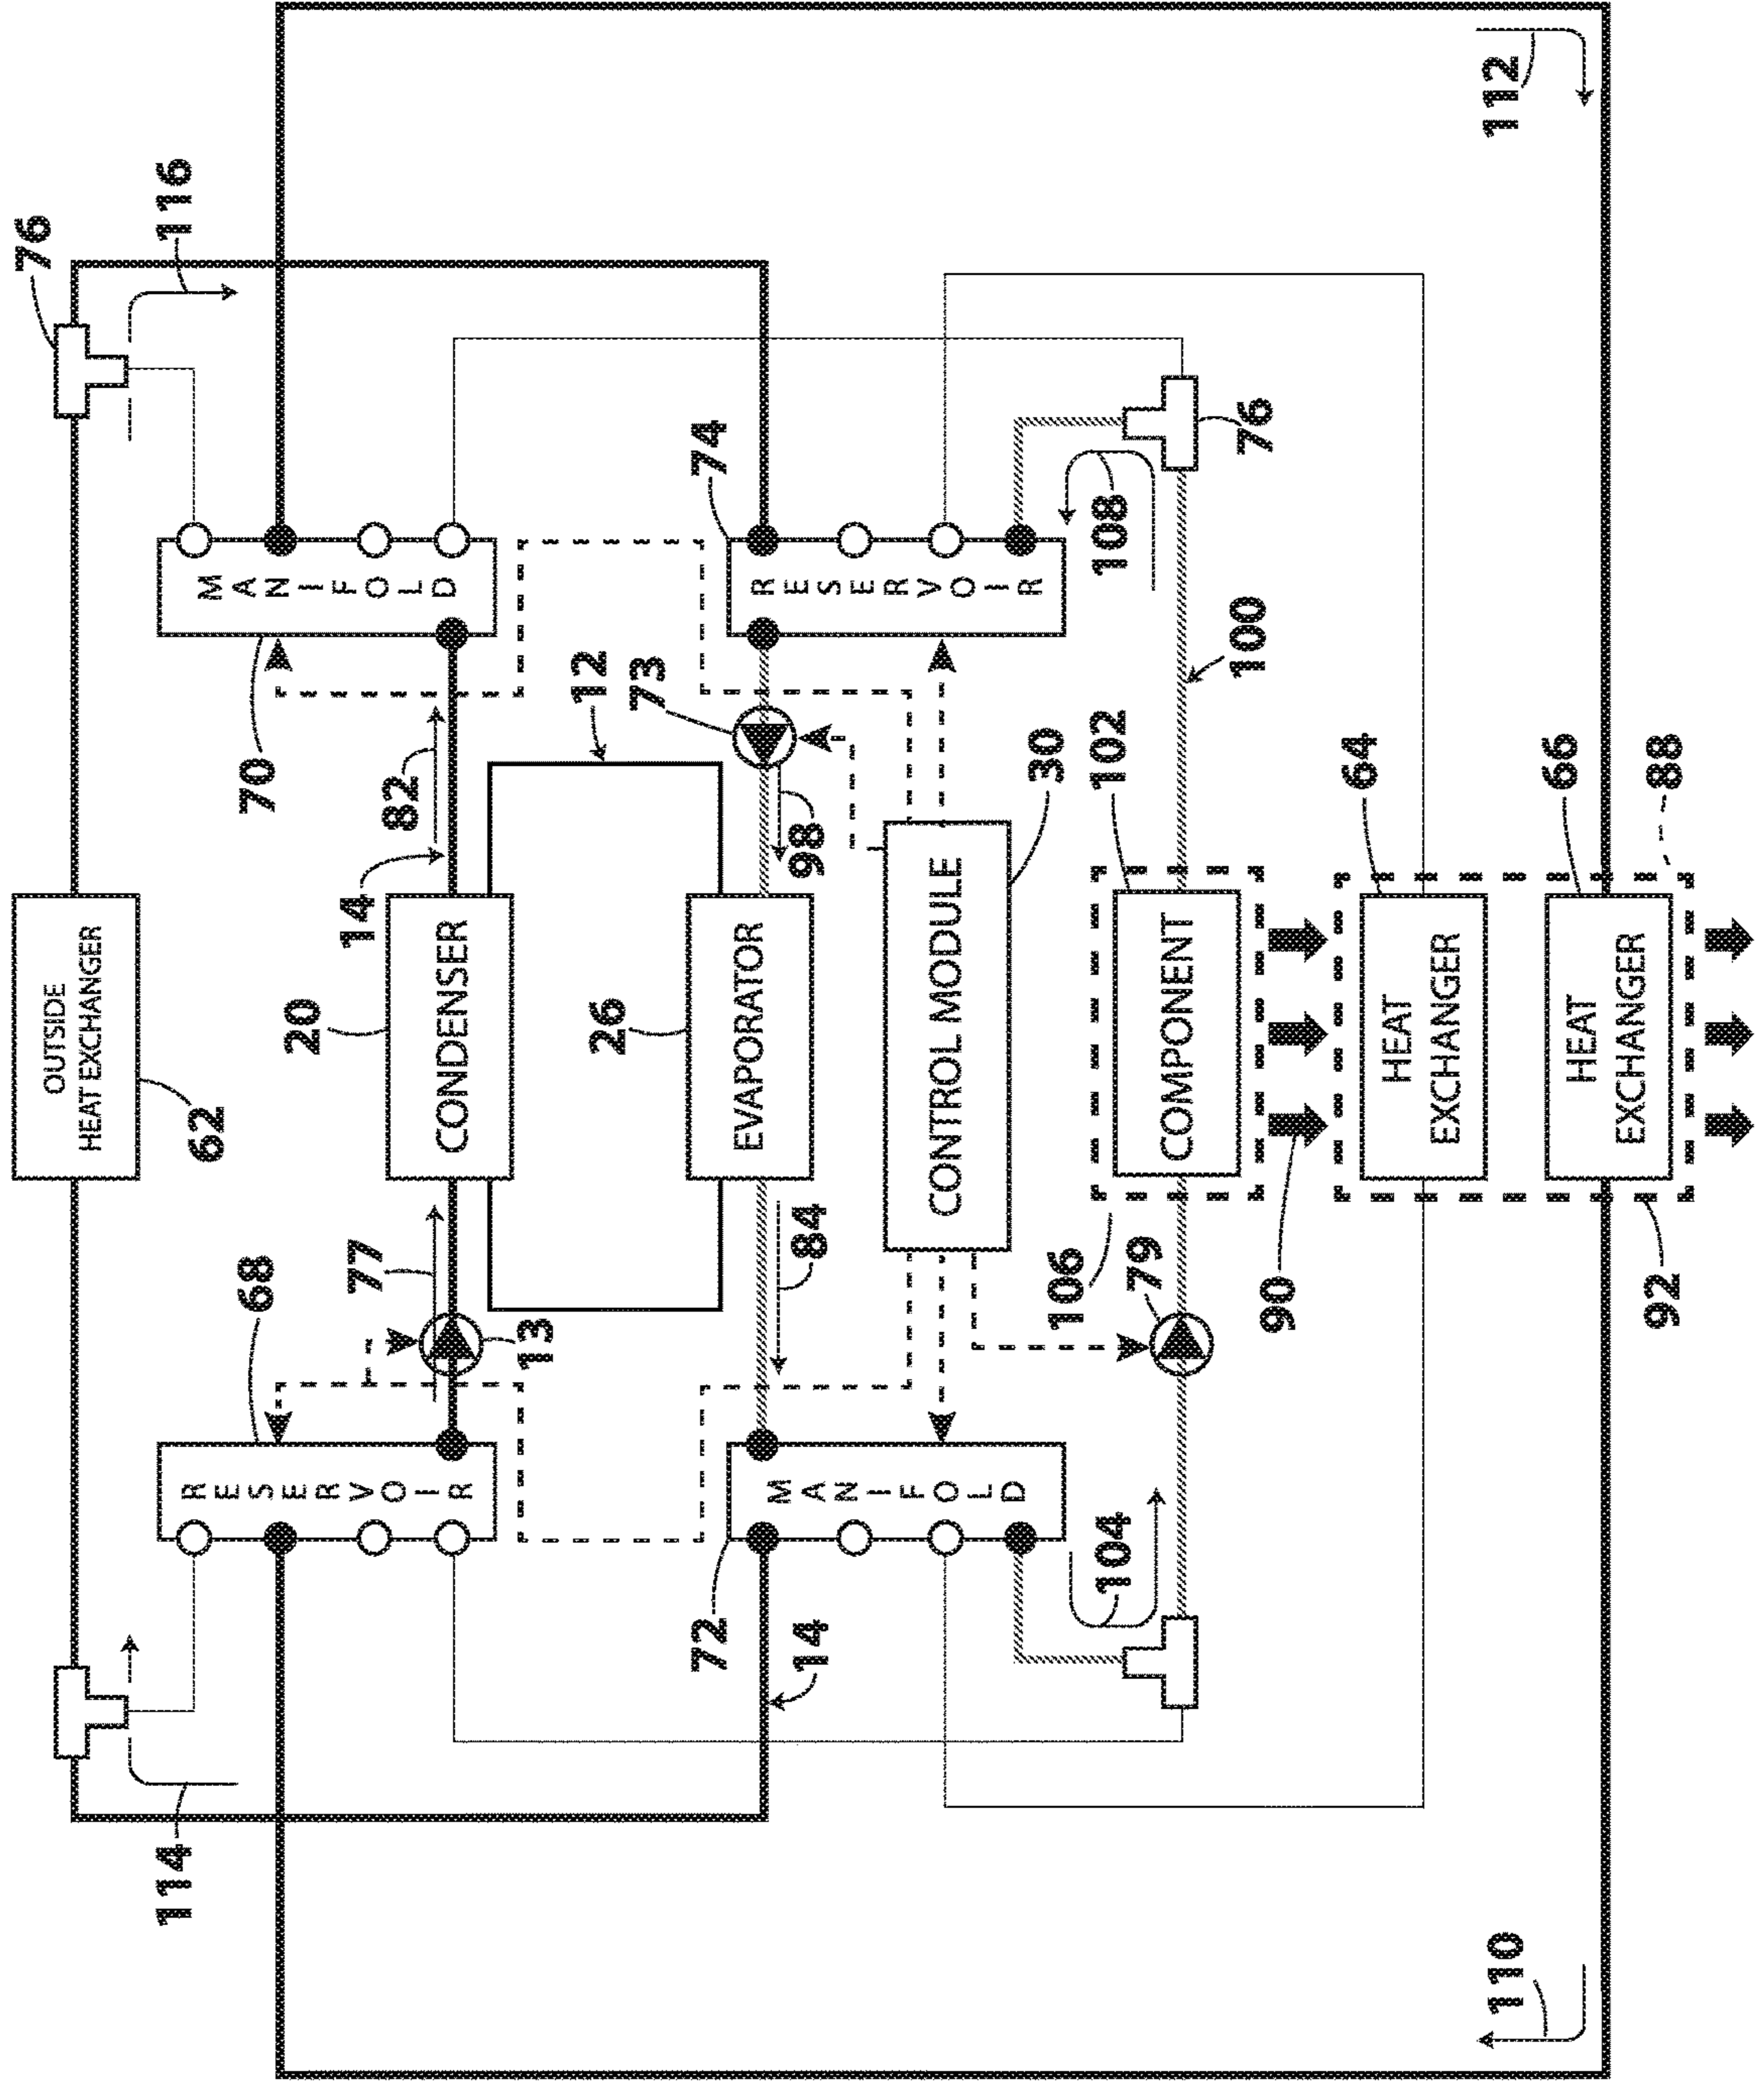 76
OUTSIDE
HEAT EXCHANGER
114
116
62
68
70
20
77
14
82
RESERVOIR
MANIFOLD
CONDENSER
13
12
26
73
72
74
EVAPORATOR
14
84
98
MANIFOLD
RESERVOIR
CONTROL MODULE
30
106
104
102
108
79
COMPONENT
100
76
90
64
HEAT
EXCHANGER
110
112
66
HEAT
EXCHANGER
92
88